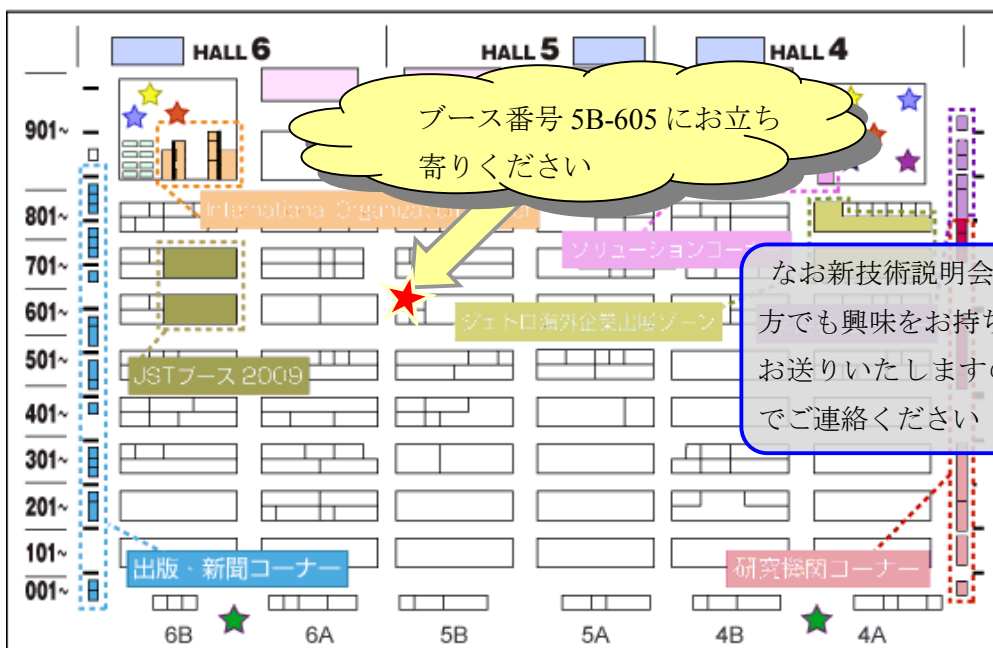 HALL 6
HALL 5
HALL 4
ブース番号 5B-605 にお立ち
寄りください
901~
801~
701~
601~
501~
401~
301~
201~
101~
001~
International Organization
ソリューションコーナー
なお新技術説明会
方でも興味をお持ち
お送りいたしますの
でご連絡ください
ジェトロ海外企業出展ゾーン
JSTブース 2009
出版・新聞コーナー
研究機関コーナー
6B
6A
5B
5A
4B
4A